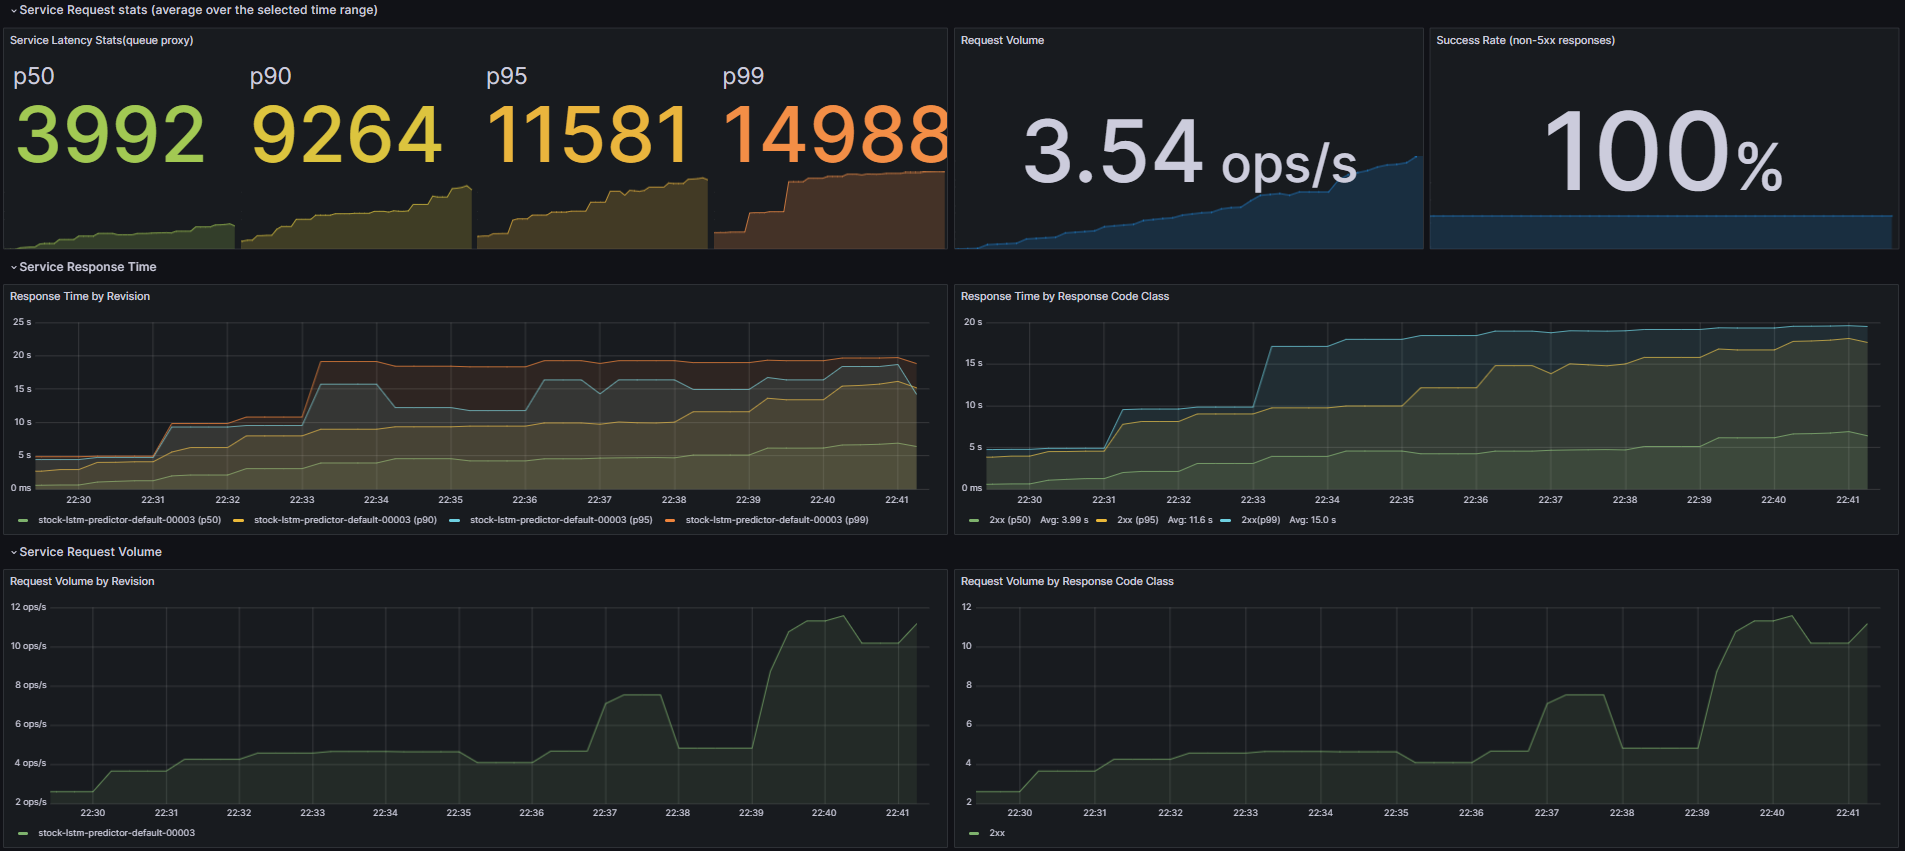 Service Request stats (average over the selected time range)
Service Latency Stats(queue proxy)
p50
3992
p90
9264
p95
11581
p99
14988
Request Volume
3.54 ops/s
Success Rate (non-5xx responses)
100%
Service Response Time
Response Time by Revision
25 s
20 s
15 s
10 s
5 s
0 ms
22:30 22:31 22:32 22:33 22:34 22:35 22:36 22:37 22:38 22:39 22:40 22:41
stock-lstm-predictor-default-00003 (p50) stock-lstm-predictor-default-00003 (p90) stock-lstm-predictor-default-00003 (p95) stock-lstm-predictor-default-00003 (p99)
Response Time by Response Code Class
20 s
15 s
10 s
5 s
0 ms
22:30 22:31 22:32 22:33 22:34 22:35 22:36 22:37 22:38 22:39 22:40 22:41
2xx (p50) Avg: 3.99 s 2xx (p95) Avg: 11.6 s 2xx(p99) Avg: 15.0 s
Service Request Volume
Request Volume by Revision
12 ops/s
10 ops/s
8 ops/s
6 ops/s
4 ops/s
2 ops/s
22:30 22:31 22:32 22:33 22:34 22:35 22:36 22:37 22:38 22:39 22:40 22:41
stock-lstm-predictor-default-00003
Request Volume by Response Code Class
12
10
8
6
4
2
22:30 22:31 22:32 22:33 22:34 22:35 22:36 22:37 22:38 22:39 22:40 22:41
2xx